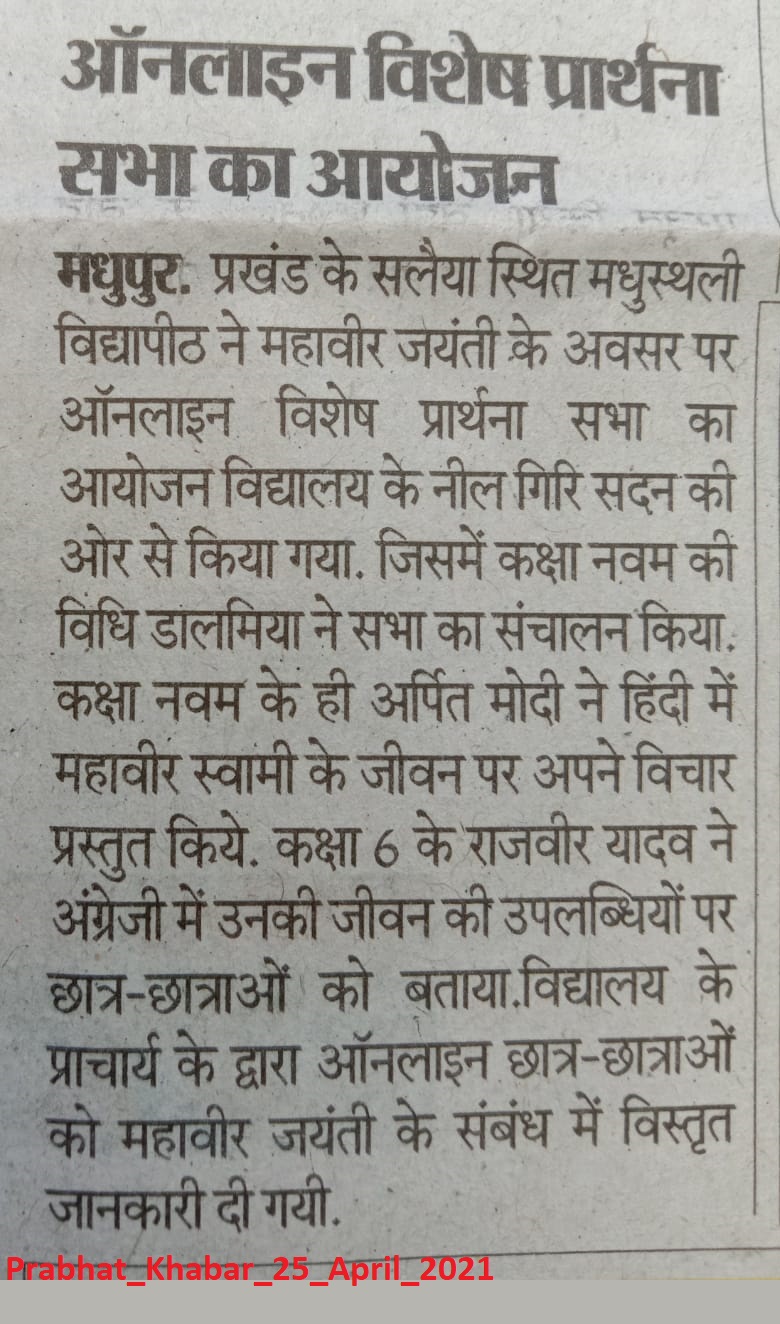 ऑनलाइन विशेष प्रार्थना
सभा का आयोजन
मधुपुर. प्रखंड के सलैया स्थित मधुस्थली
विद्यापीठ ने महावीर जयंती के अवसर पर
ऑनलाइन विशेष प्रार्थना सभा का
आयोजन विद्यालय के नील गिरि सदन की
ओर से किया गया. जिसमें कक्षा नवम की
विधि डालमिया ने सभा का संचालन किया.
कक्षा नवम के ही अर्पित मोदी ने हिंदी में
महावीर स्वामी के जीवन पर अपने विचार
प्रस्तुत किये. कक्षा 6 के राजवीर यादव ने
अंग्रेजी में उनकी जीवन की उपलब्धियों पर
छात्र-छात्राओं को बताया.विद्यालय के
प्राचार्य के द्वारा ऑनलाइन छात्र-छात्राओं
को महावीर जयंती के संबंध में विस्तृत
जानकारी दी गयी.
Prabhat_Khabar_25_April_2021